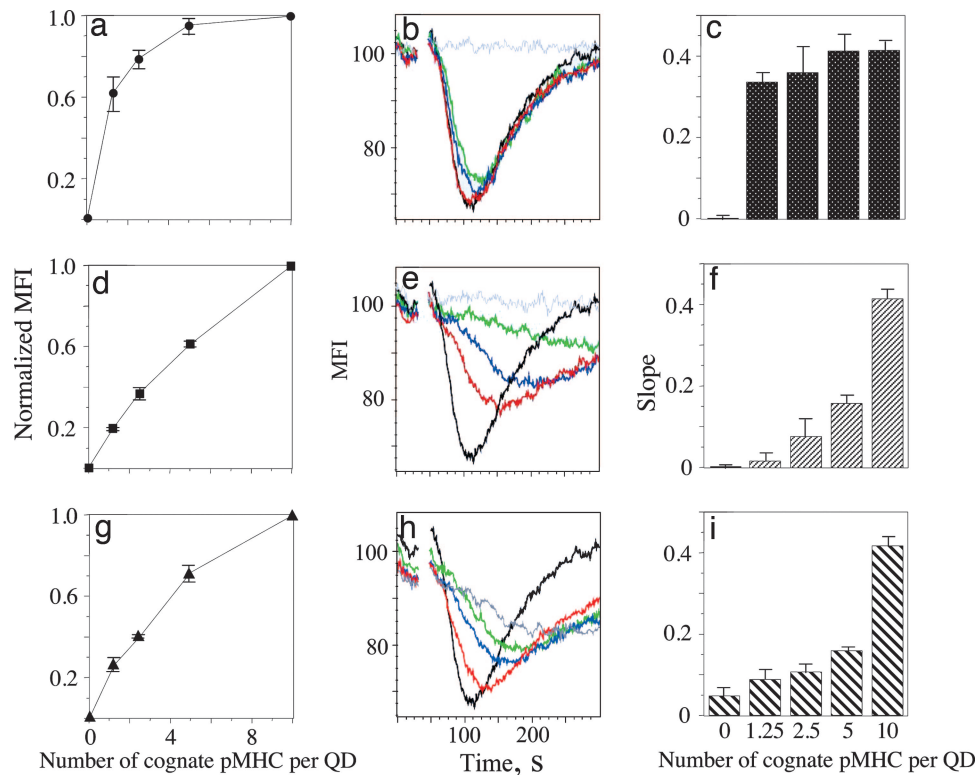 a
1.0
0.6
0.2
b
100
80
c
0.4
0.2
0
d
1.0
0.6
0.2
Normalized MFI
e
100
80
MFI
f
0.4
0.2
0
Slope
g
1.0
0.6
0.2
0 4 8
Number of cognate pMHC per QD
h
100
80
100 200
Time, s
i
0.4
0.2
0
0 1.25 2.5 5 10
Number of cognate pMHC per QD